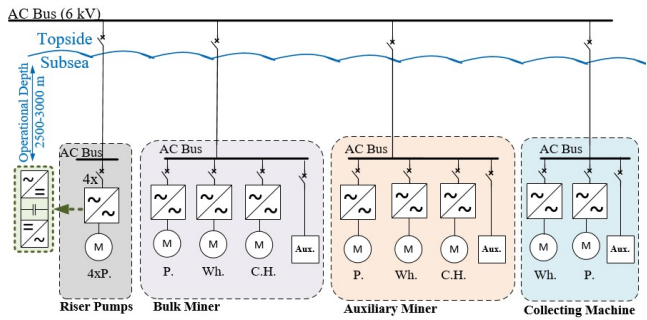 AC Bus (6 kV)
Topside
Subsea
Operational Depth
2500-3000 m
AC Bus
AC Bus
AC Bus
AC Bus
4x
M
M
M
M
M
M
M
M
M
Aux.
Aux.
Aux.
4xP.
P.
Wh.
C.H.
P.
Wh.
C.H.
Wh.
P.
Riser Pumps
Bulk Miner
Auxiliary Miner
Collecting Machine